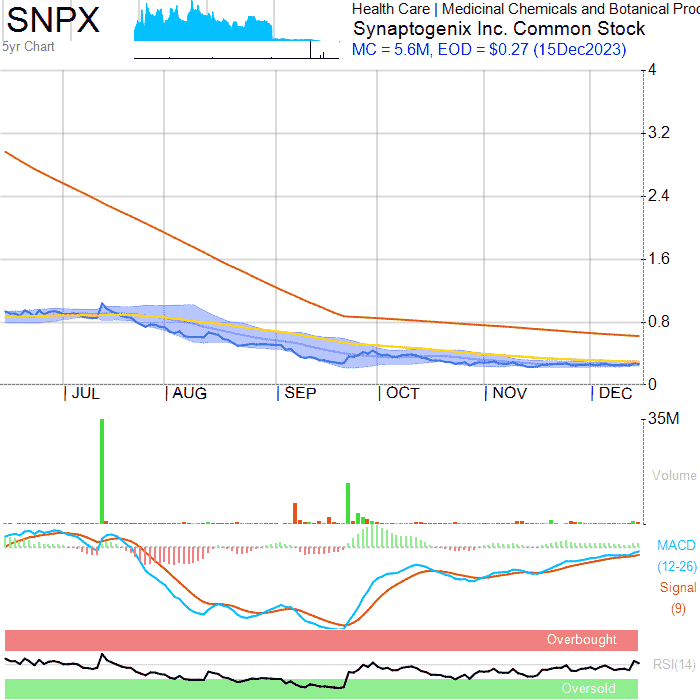 SNPX
5yr Chart
Health Care | Medicinal Chemicals and Botanical Prod
Synaptogenix Inc. Common Stock
MC = 5.6M, EOD = $0.27 (15Dec2023)
4
3.2
2.4
1.6
0.8
0
JUL AUG SEP OCT NOV DEC
35M
Volume
MACD
(12-26)
Signal
(9)
Overbought
RSI(14)
Oversold